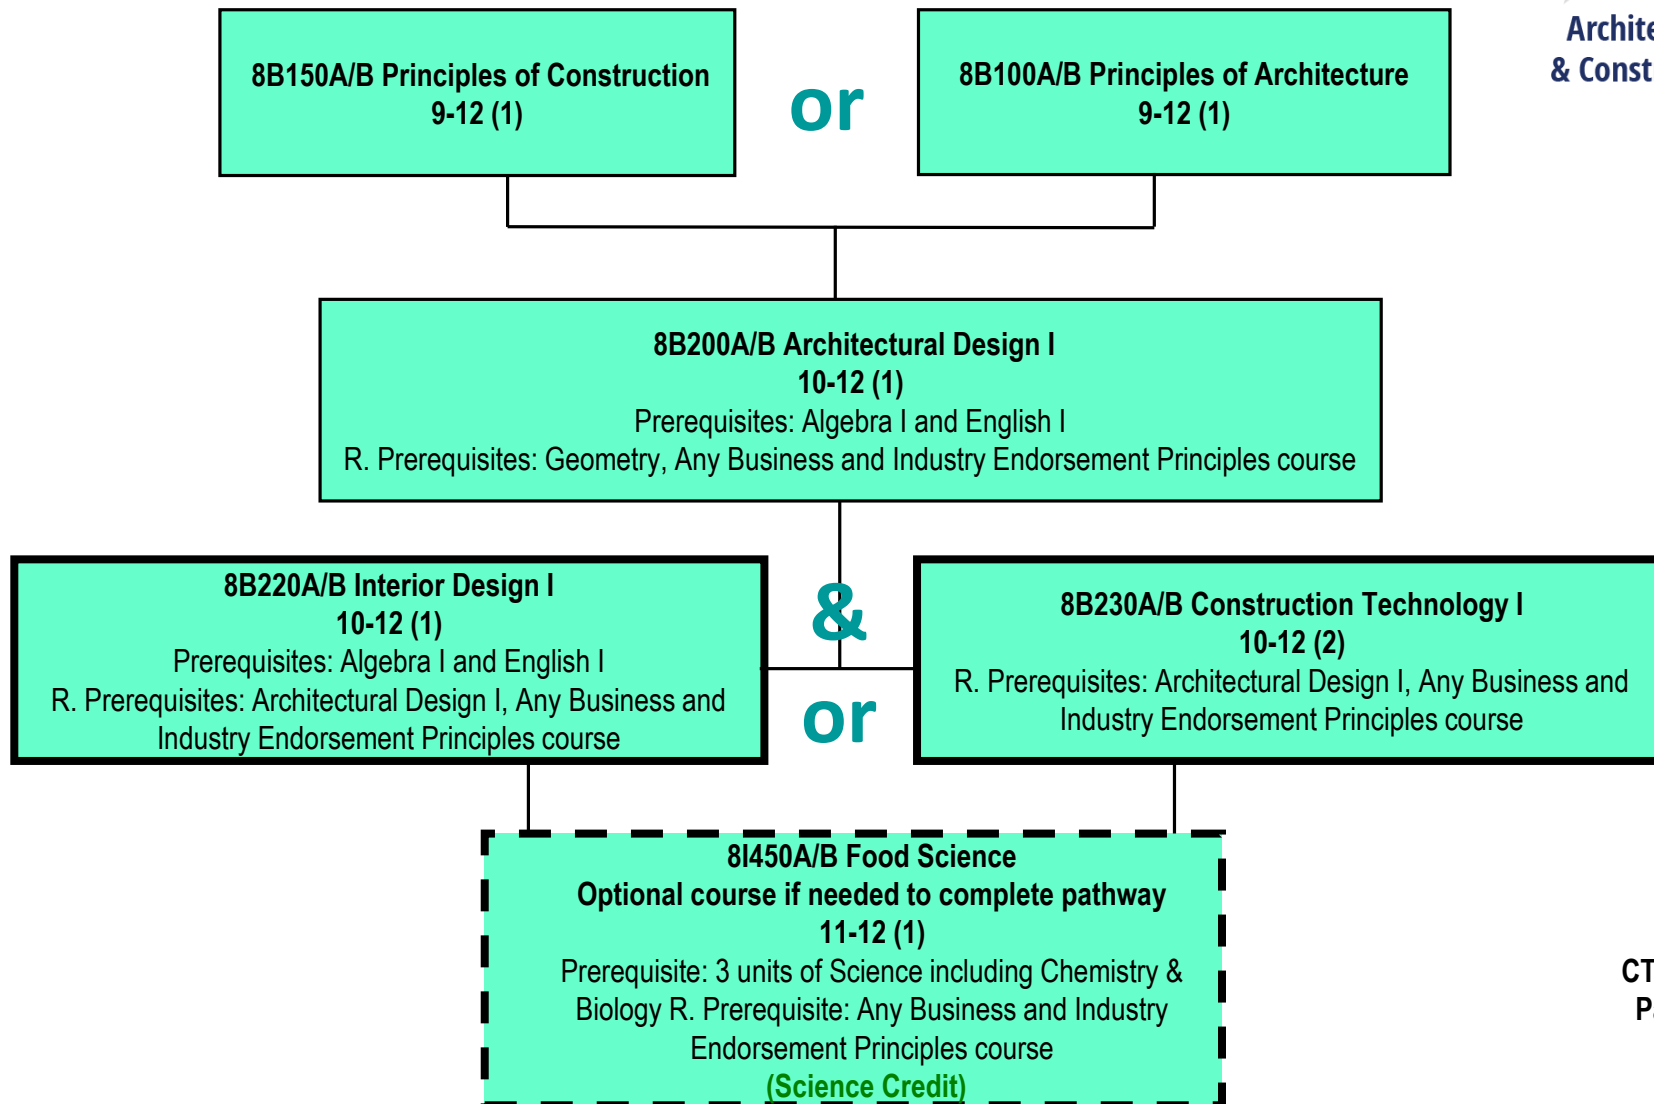 Archite
& Const
8B150A/B Principles of Construction
9-12 (1)
or
8B100A/B Principles of Architecture
9-12 (1)
8B200A/B Architectural Design I
10-12 (1)
Prerequisites: Algebra I and English I
R. Prerequisites: Geometry, Any Business and Industry Endorsement Principles course
8B220A/B Interior Design I
10-12 (1)
Prerequisites: Algebra I and English I
R. Prerequisites: Architectural Design I, Any Business and
Industry Endorsement Principles course
&
or
8B230A/B Construction Technology I
10-12 (2)
R. Prerequisites: Architectural Design I, Any Business and
Industry Endorsement Principles course
8I450A/B Food Science
Optional course if needed to complete pathway
11-12 (1)
Prerequisite: 3 units of Science including Chemistry &
Biology R. Prerequisite: Any Business and Industry
Endorsement Principles course
(Science Credit)
CT
Pa